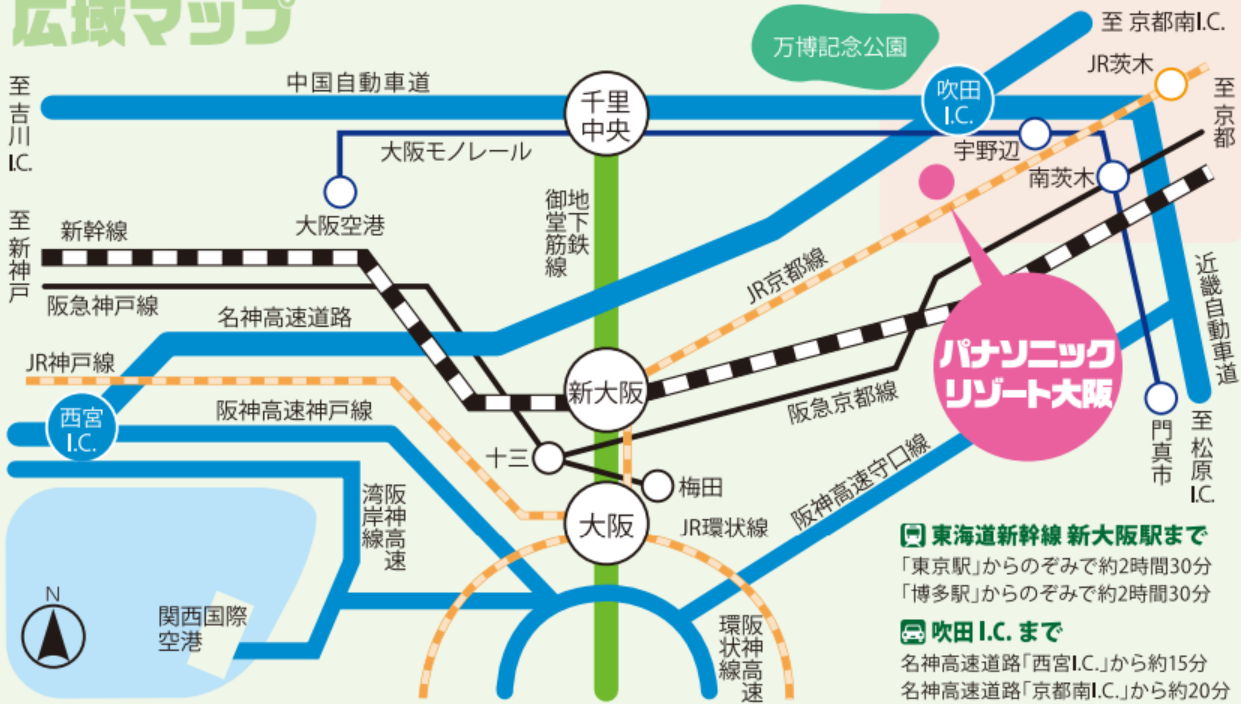 広域マップ
万博記念公園
至 京都南I.C.
JR茨木
至 京都
至 吉川 I.C.
中国自動車道
千里
中央
吹田
I.C.
大阪モノレール
宇野辺
南茨木
大阪空港
地下鉄
御堂筋線
至 新神戸
新幹線
阪急神戸線
名神高速道路
JR京都線
近畿自動車道
JR神戸線
新大阪
パナソニック
リゾート大阪
西宮
I.C.
阪神高速神戸線
阪急京都線
十三
梅田
門真市
至 松原 I.C.
阪神高速
湾岸線
大阪
JR環状線
阪神高速守口線
N
関西国際
空港
阪神高速
環状線
東海道新幹線 新大阪駅まで
「東京駅」からのぞみで約2時間30分
「博多駅」からのぞみで約2時間30分
吹田 I.C. まで
名神高速道路「西宮I.C.」から約15分
名神高速道路「京都南I.C.」から約20分